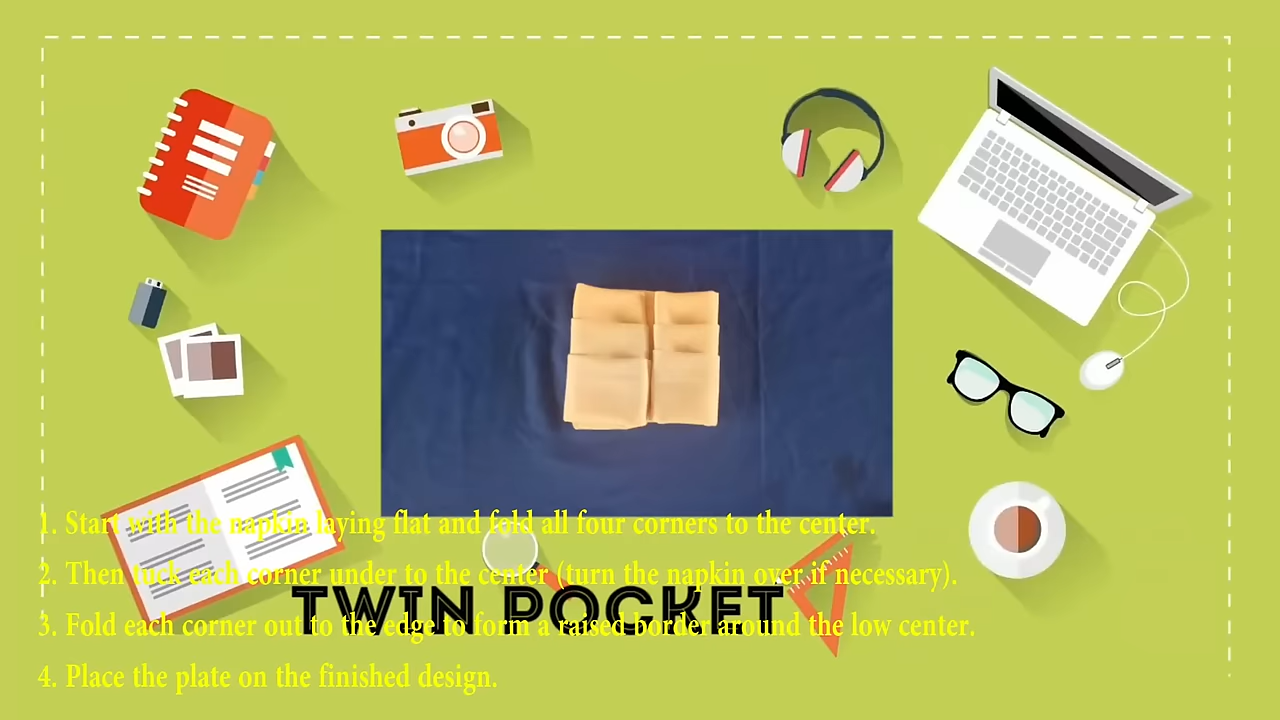 1. Start with the napkin laying flat and fold all four corners to the center.
2. Then tuck each corner under to the center (turn the napkin over if necessary).
TWIN POCKET
3. Fold each corner out to the edge to form a raised border around the low center.
4. Place the plate on the finished design.